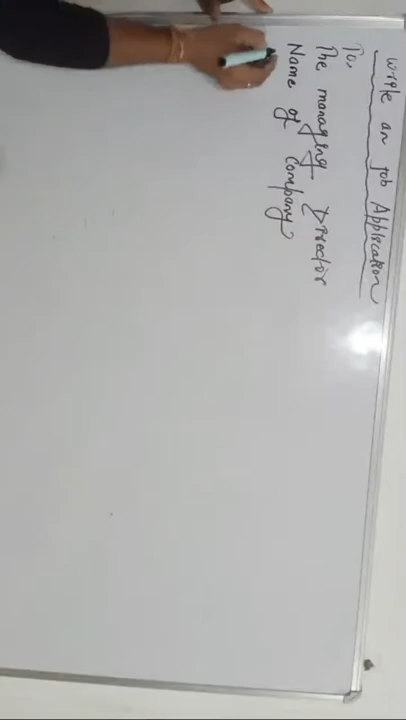 Write an job Application
To,
The managing Director
Name of Company